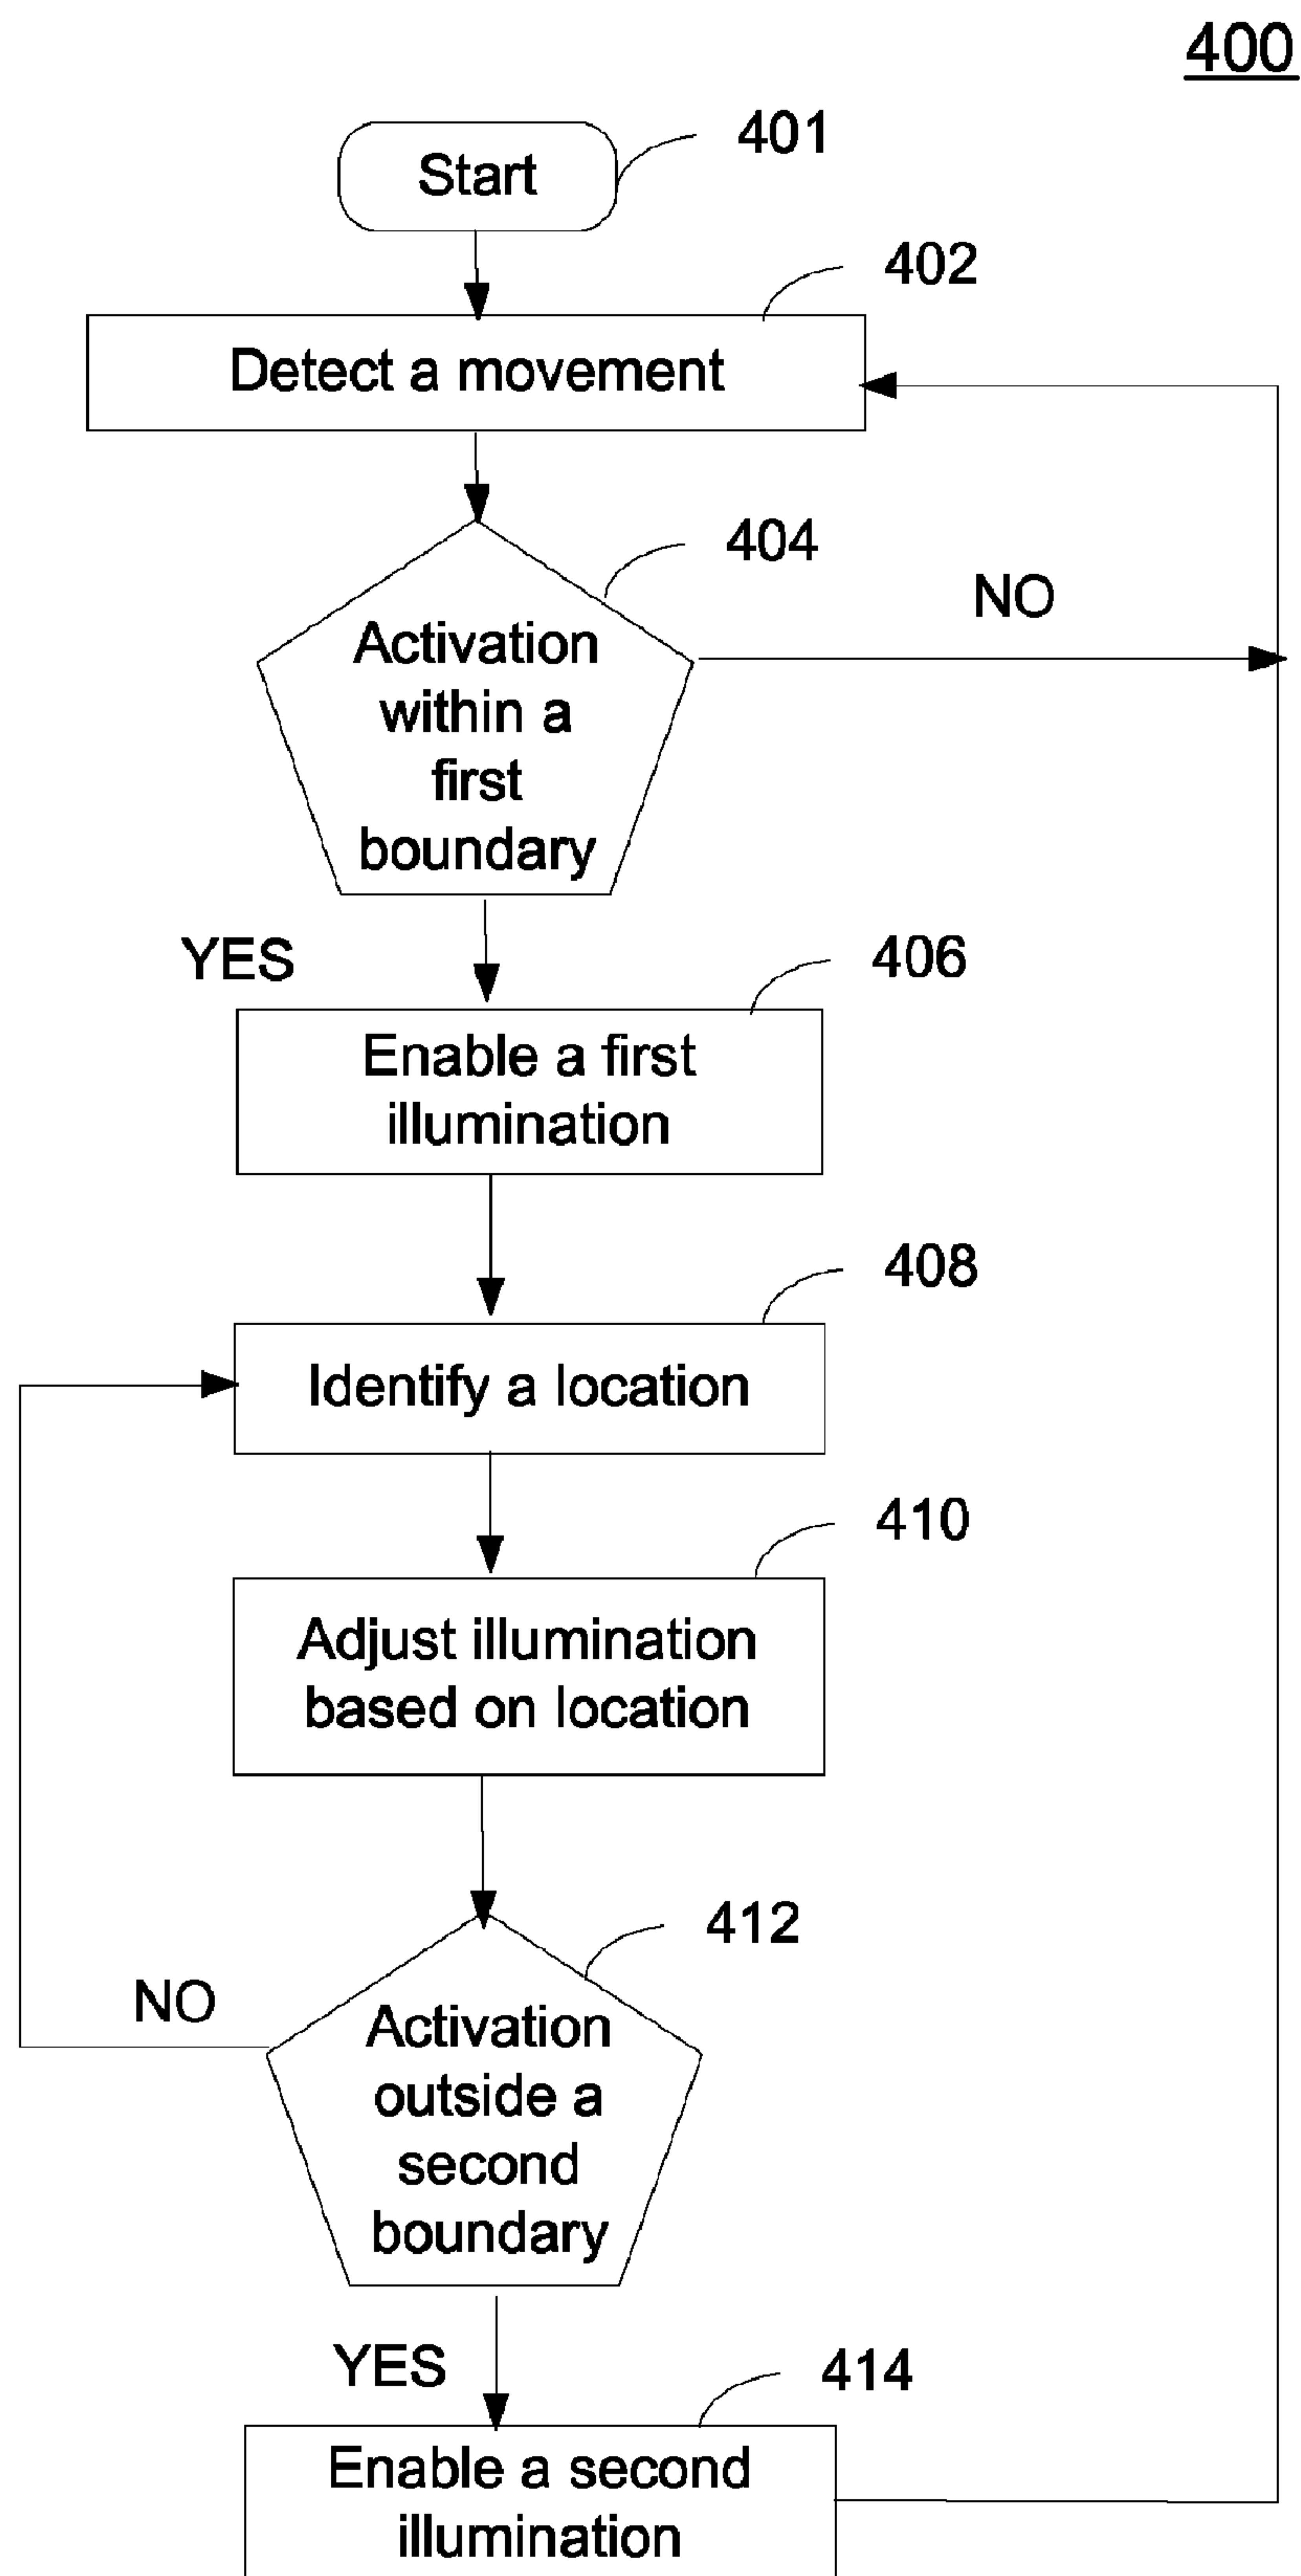 400
401
Start
402
Detect a movement
404
NO
Activation
within a
first
boundary
YES
406
Enable a first
illumination
408
Identify a location
410
Adjust illumination
based on location
412
NO
Activation
outside a
second
boundary
YES
414
Enable a second
illumination